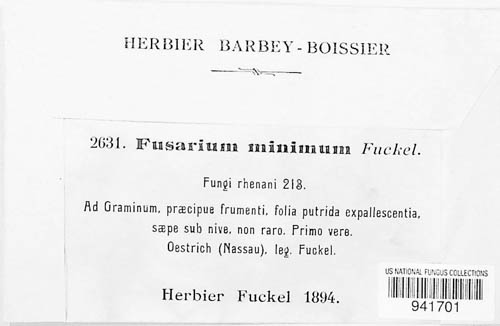 HERBIER BARBEY-BOISSIER
2631. Fusarium minimum Fuckel.
Fungi rhenani 213.
Ad Graminum, præcipue frumenti, folia putrida expallescentia,
sæpe sub nive, non raro. Primo vere.
Oestrich (Nassau), leg. Fuckel.
Herbier Fuckel 1894.
US NATIONAL FUNGUS COLLECTIONS
941701